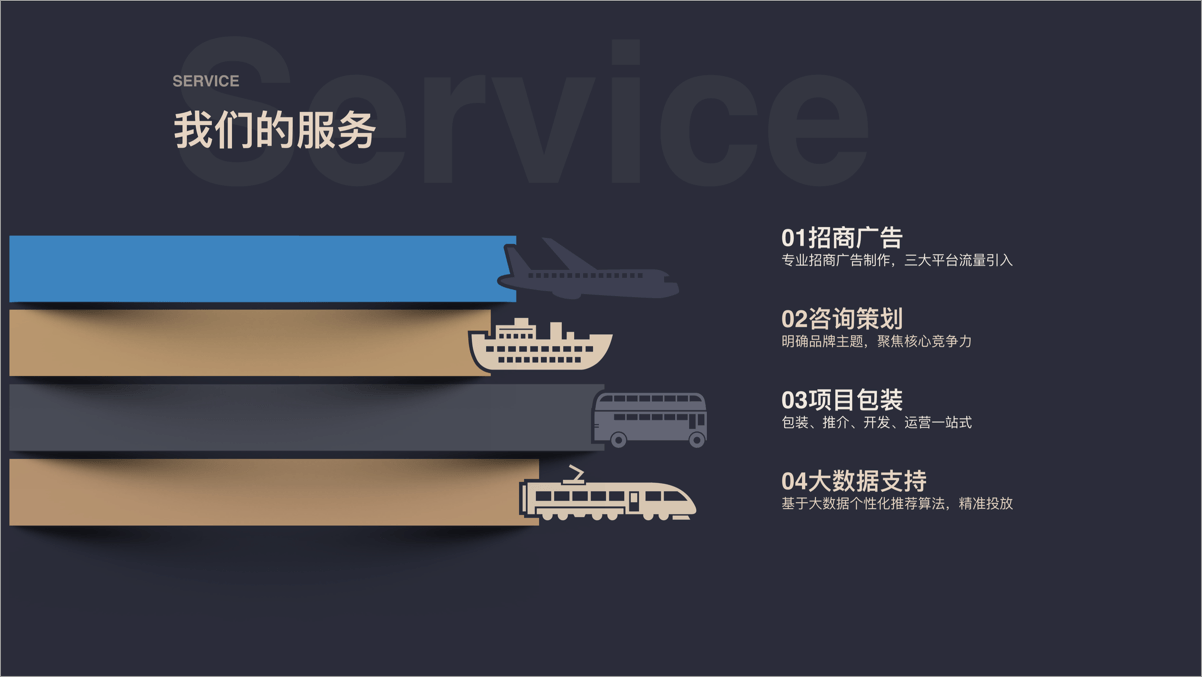 Service
SERVICE
我们的服务
01招商广告
专业招商广告制作，三大平台流量引入
02咨询策划
明确品牌主题，聚焦核心竞争力
03项目包装
包装、推介、开发、运营一站式
04大数据支持
基于大数据个性化推荐算法，精准投放